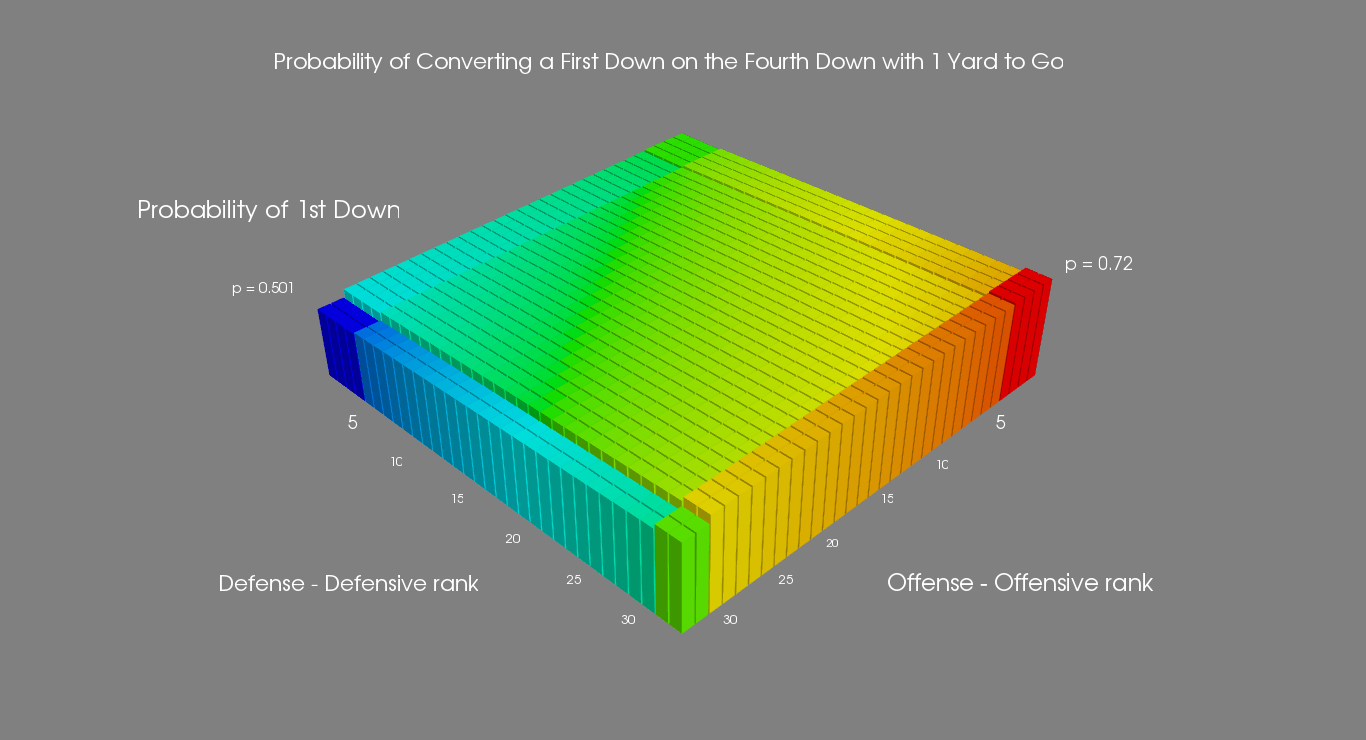 Probability of Converting a First Down on the Fourth Down with 1 Yard to Go
Probability of 1st Down
p = 0.72
p = 0.501
5
5
10
10
15
15
20
20
25
25
Defense - Defensive rank
Offense - Offensive rank
30
30